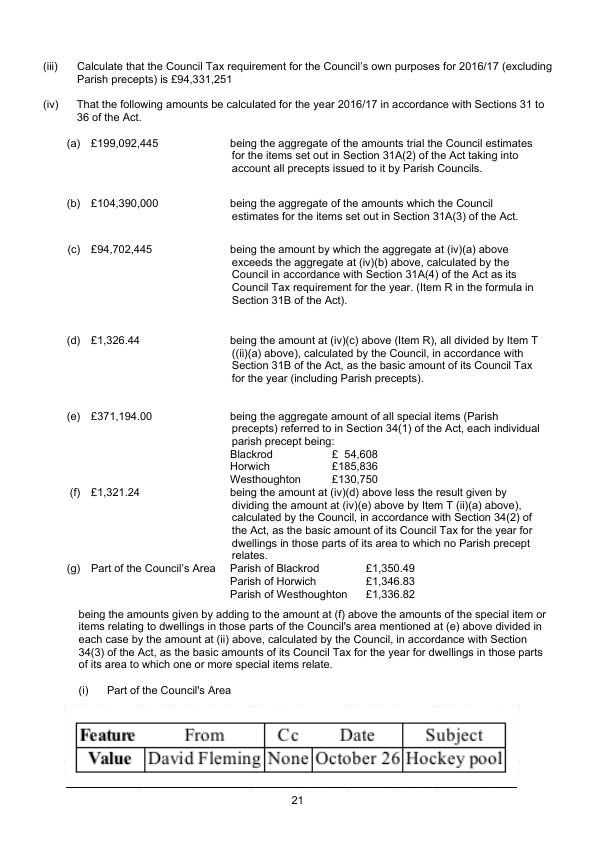 (iii) Calculate that the Council Tax requirement for the Council's own purposes for 2016/17 (excluding
Parish precepts) is £94,331,251
(iv) That the following amounts be calculated for the year 2016/17 in accordance with Sections 31 to
36 of the Act.
(a) £199,092,445 being the aggregate of the amounts trial the Council estimates
for the items set out in Section 31A(2) of the Act taking into
account all precepts issued to it by Parish Councils.
(b) £104,390,000 being the aggregate of the amounts which the Council
estimates for the items set out in Section 31A(3) of the Act.
(c) £94,702,445 being the amount by which the aggregate at (iv)(a) above
exceeds the aggregate at (iv)(b) above, calculated by the
Council in accordance with Section 31A(4) of the Act as its
Council Tax requirement for the year. (Item R in the formula in
Section 31B of the Act).
(d) £1,326.44 being the amount at (iv)(c) above (Item R), all divided by Item T
((ii)(a) above), calculated by the Council, in accordance with
Section 31B of the Act, as the basic amount of its Council Tax
for the year (including Parish precepts).
(e) £371,194.00 being the aggregate amount of all special items (Parish
precepts) referred to in Section 34(1) of the Act, each individual
parish precept being:
Blackrod £ 54,608
Horwich £185,836
Westhoughton £130,750
(f) £1,321.24 being the amount at (iv)(d) above less the result given by
dividing the amount at (iv)(e) above by Item T (ii)(a) above),
calculated by the Council, in accordance with Section 34(2) of
the Act, as the basic amount of its Council Tax for the year for
dwellings in those parts of its area to which no Parish precept
relates.
(g) Part of the Council's Area Parish of Blackrod £1,350.49
Parish of Horwich £1,346.83
Parish of Westhoughton £1,336.82
being the amounts given by adding to the amount at (f) above the amounts of the special item or
items relating to dwellings in those parts of the Council's area mentioned at (e) above divided in
each case by the amount at (ii) above, calculated by the Council, in accordance with Section
34(3) of the Act, as the basic amounts of its Council Tax for the year for dwellings in those parts
of its area to which one or more special items relate.
(i) Part of the Council's Area
Feature From Cc Date Subject
Value David Fleming None October 26 Hockey pool
21